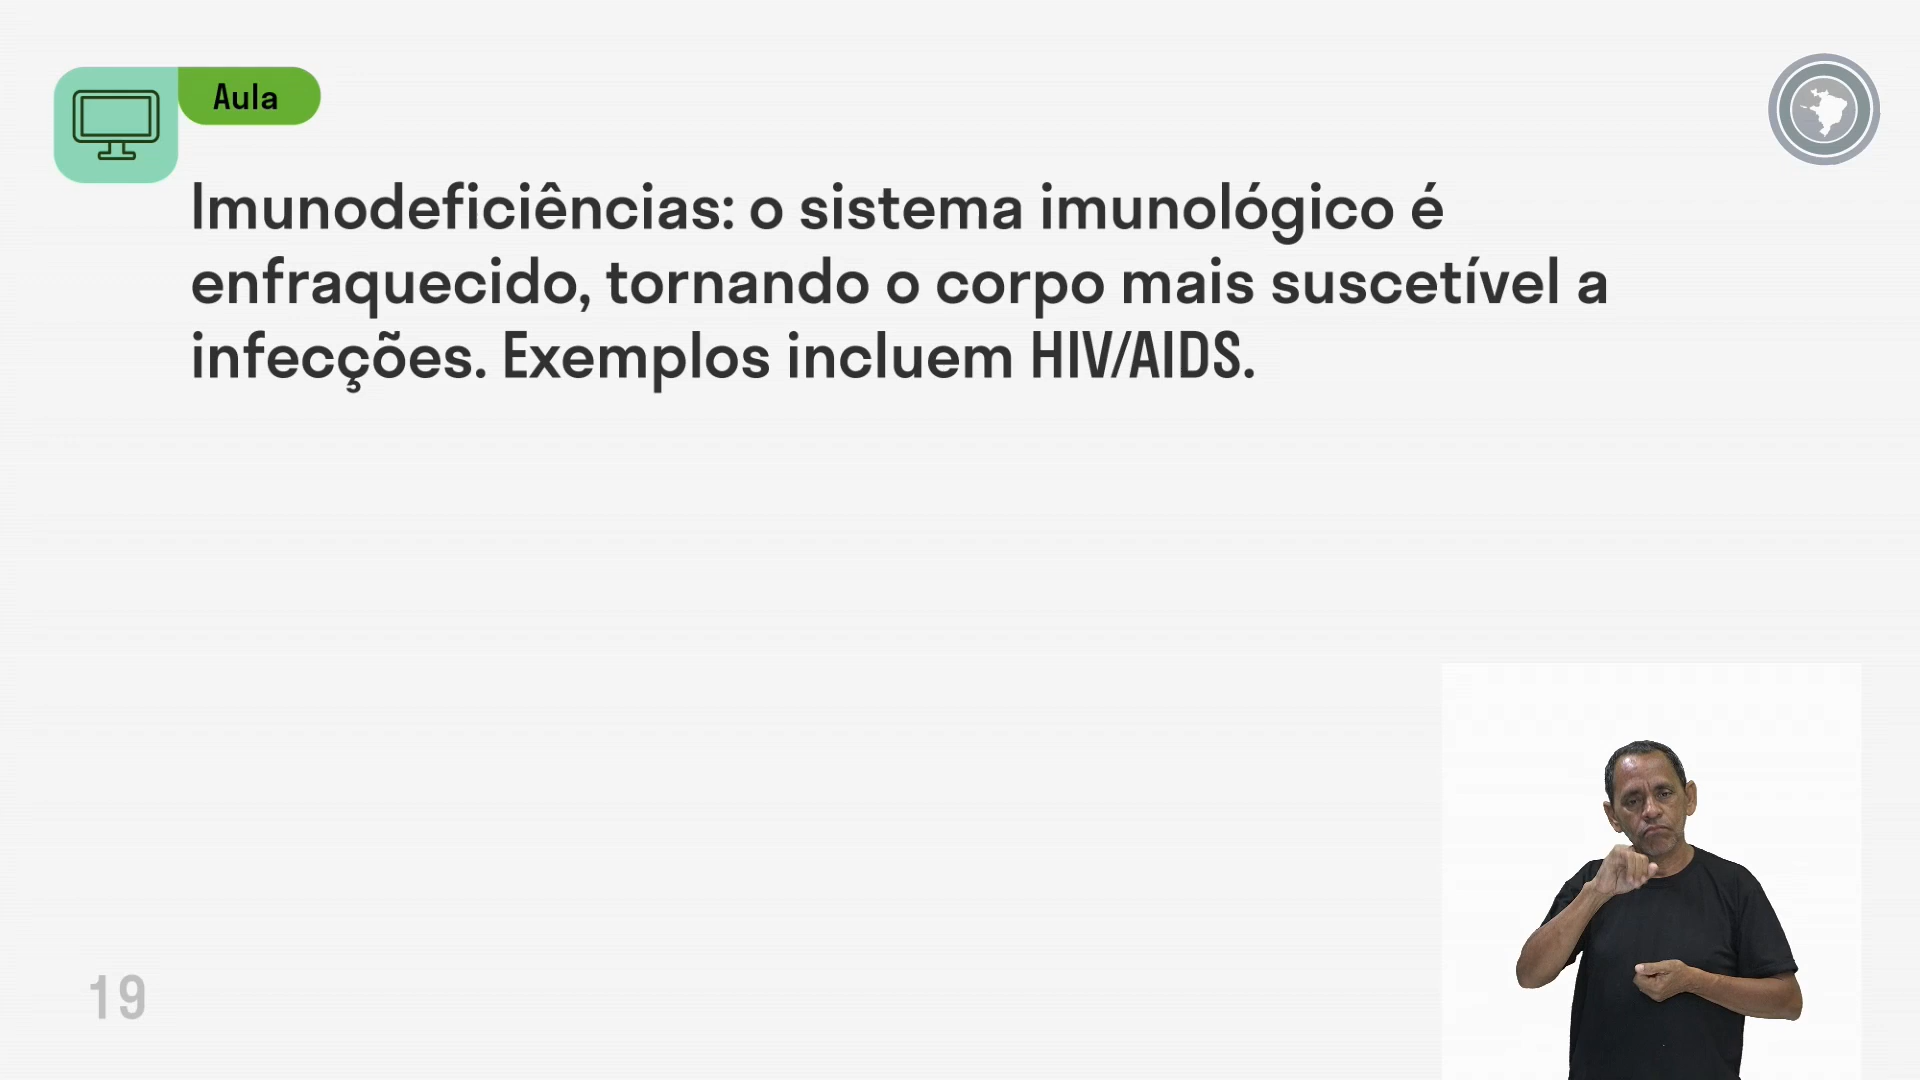 Aula
Imunodeficiências: o sistema imunológico é
enfraquecido, tornando o corpo mais suscetível a
infecções. Exemplos incluem HIV/AIDS.
19